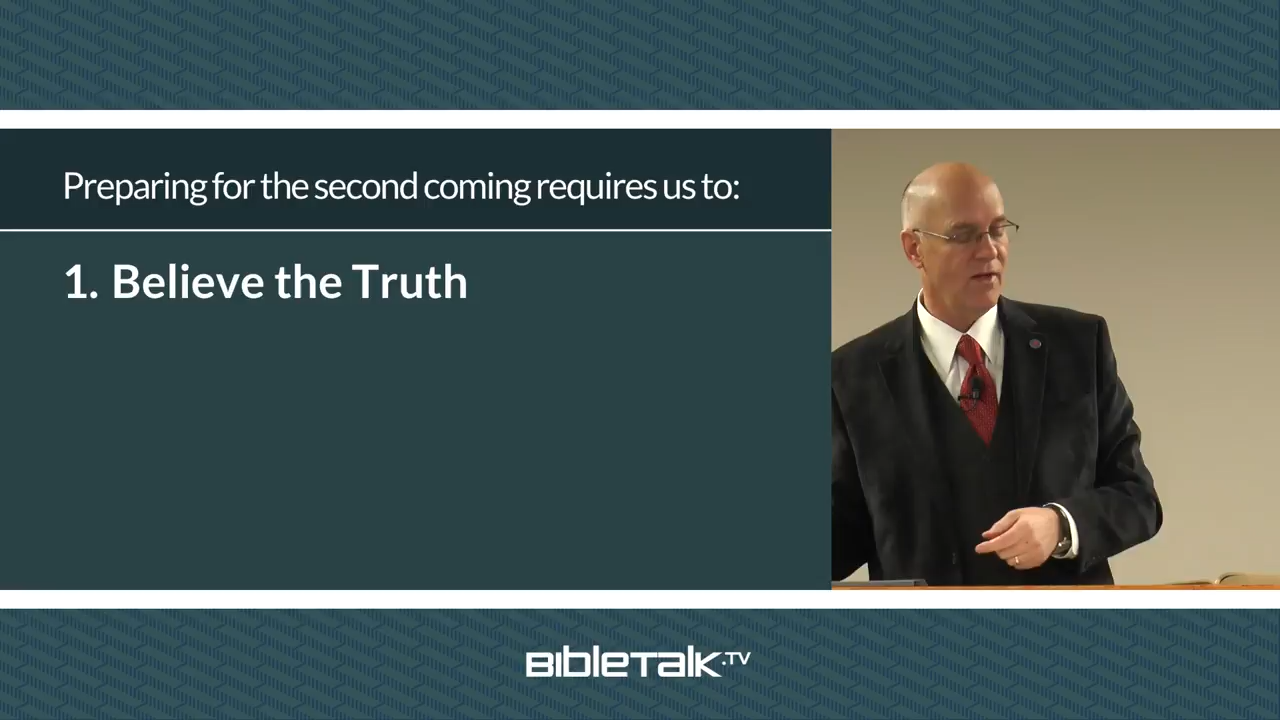 Preparing for the second coming requires us to:
1. Believe the Truth
BibleTalk.TV